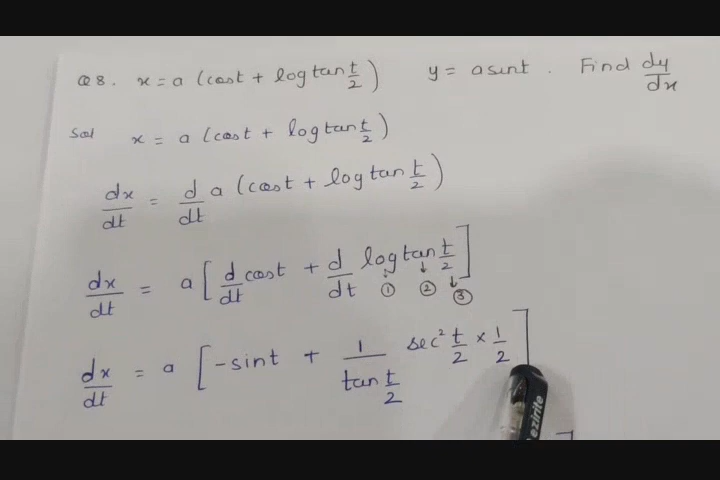 Q8. x = a (cost + log tan t/2) y = a sint. Find dy/dx
Sol x = a (cost + log tan t/2)
dx/dt = d/dt a (cost + log tan t/2)
dx/dt = a [d/dt cost + d/dt log tan t/2]
① ② ③
dx/dt = a [-sint + 1/(tan t/2) sec² t/2 × 1/2]
ezirite